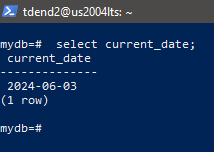 tdend2@us2004lts: ~
mydb=#  select current_date;
 current_date
--------------
 2024-06-03
(1 row)
mydb=#